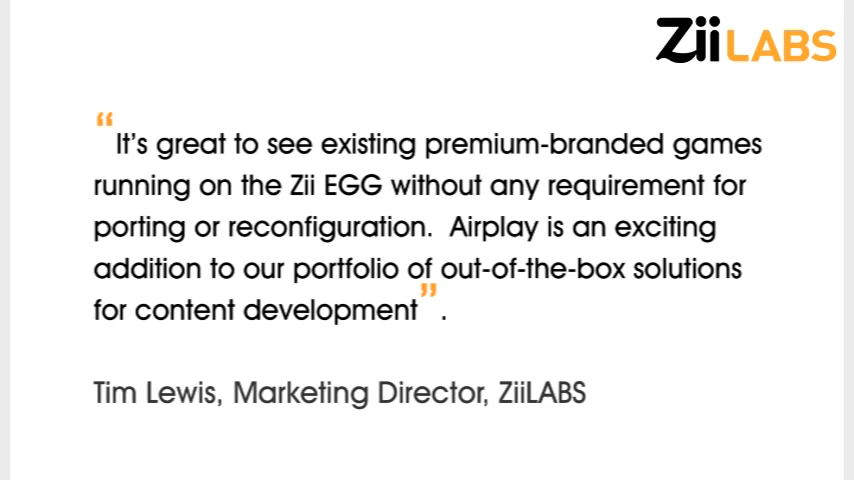 ZiiLABS
“It’s great to see existing premium-branded games
running on the Zii EGG without any requirement for
porting or reconfiguration.  Airplay is an exciting
addition to our portfolio of out-of-the-box solutions
for content development”.
Tim Lewis, Marketing Director, ZiiLABS